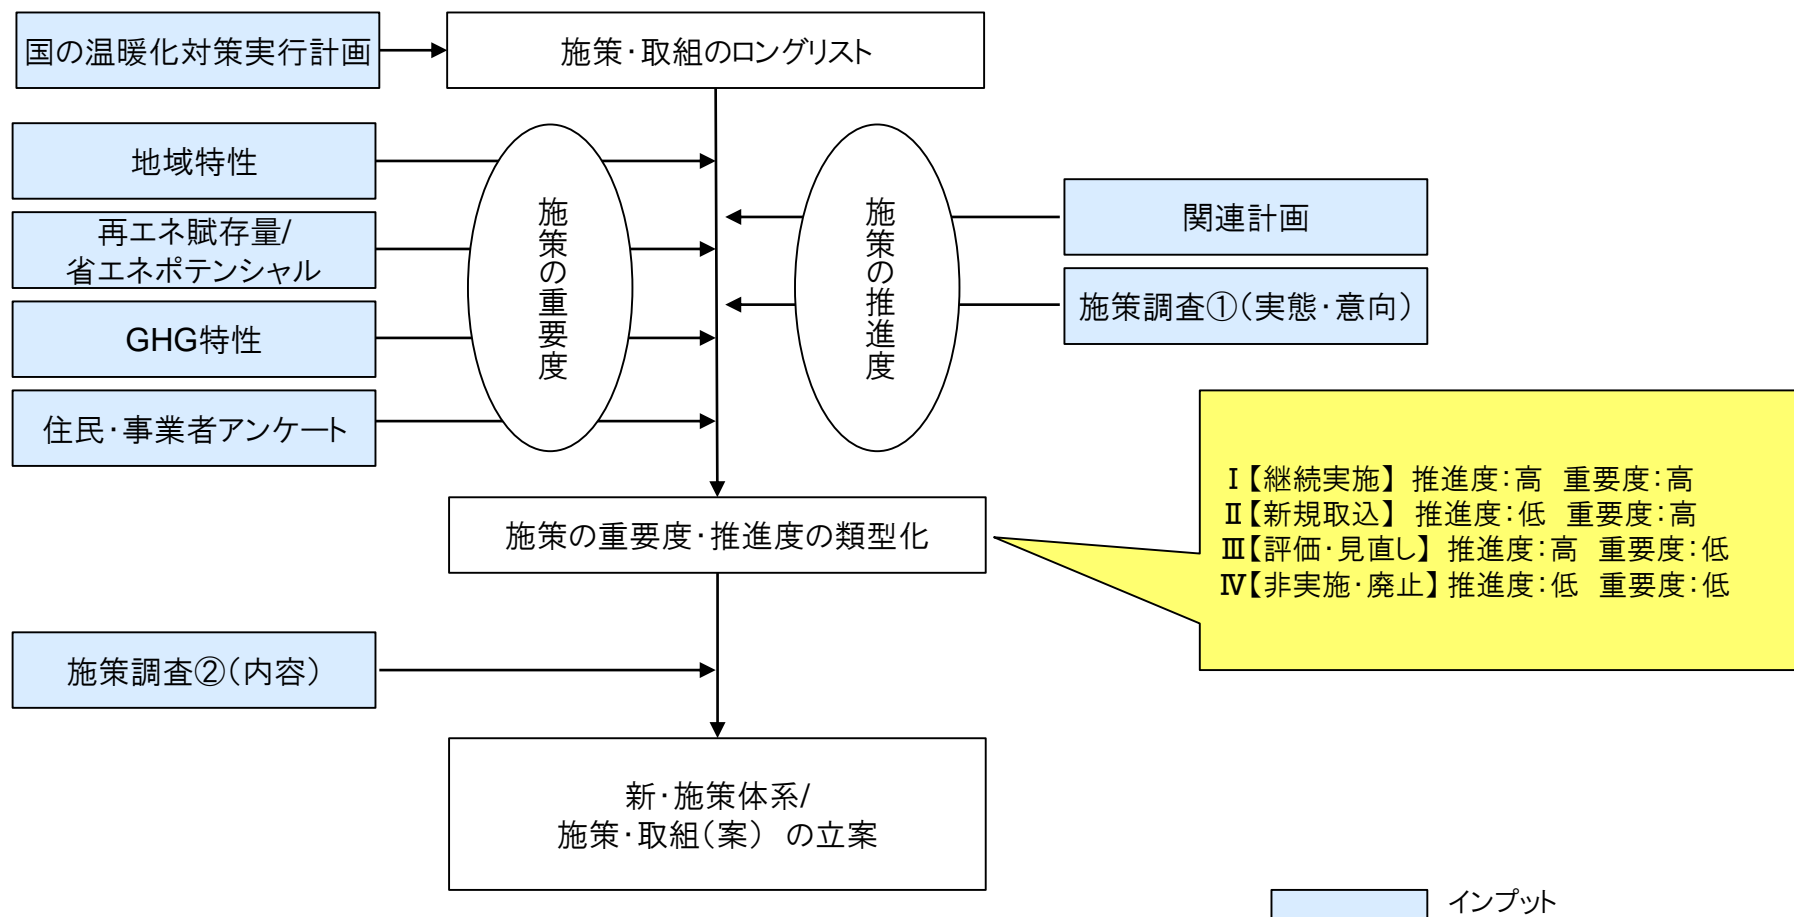 国の温暖化対策実行計画
施策・取組のロングリスト
地域特性
再エネ賦存量/
省エネポテンシャル
GHG特性
住民・事業者アンケート
施策の重要度
施策の推進度
関連計画
施策調査①(実態・意向)
施策の重要度・推進度の類型化
Ⅰ【継続実施】 推進度:高 重要度:高
Ⅱ【新規取込】 推進度:低 重要度:高
Ⅲ【評価・見直し】 推進度:高 重要度:低
Ⅳ【非実施・廃止】 推進度:低 重要度:低
施策調査②(内容)
新・施策体系/
施策・取組(案) の立案
インプット